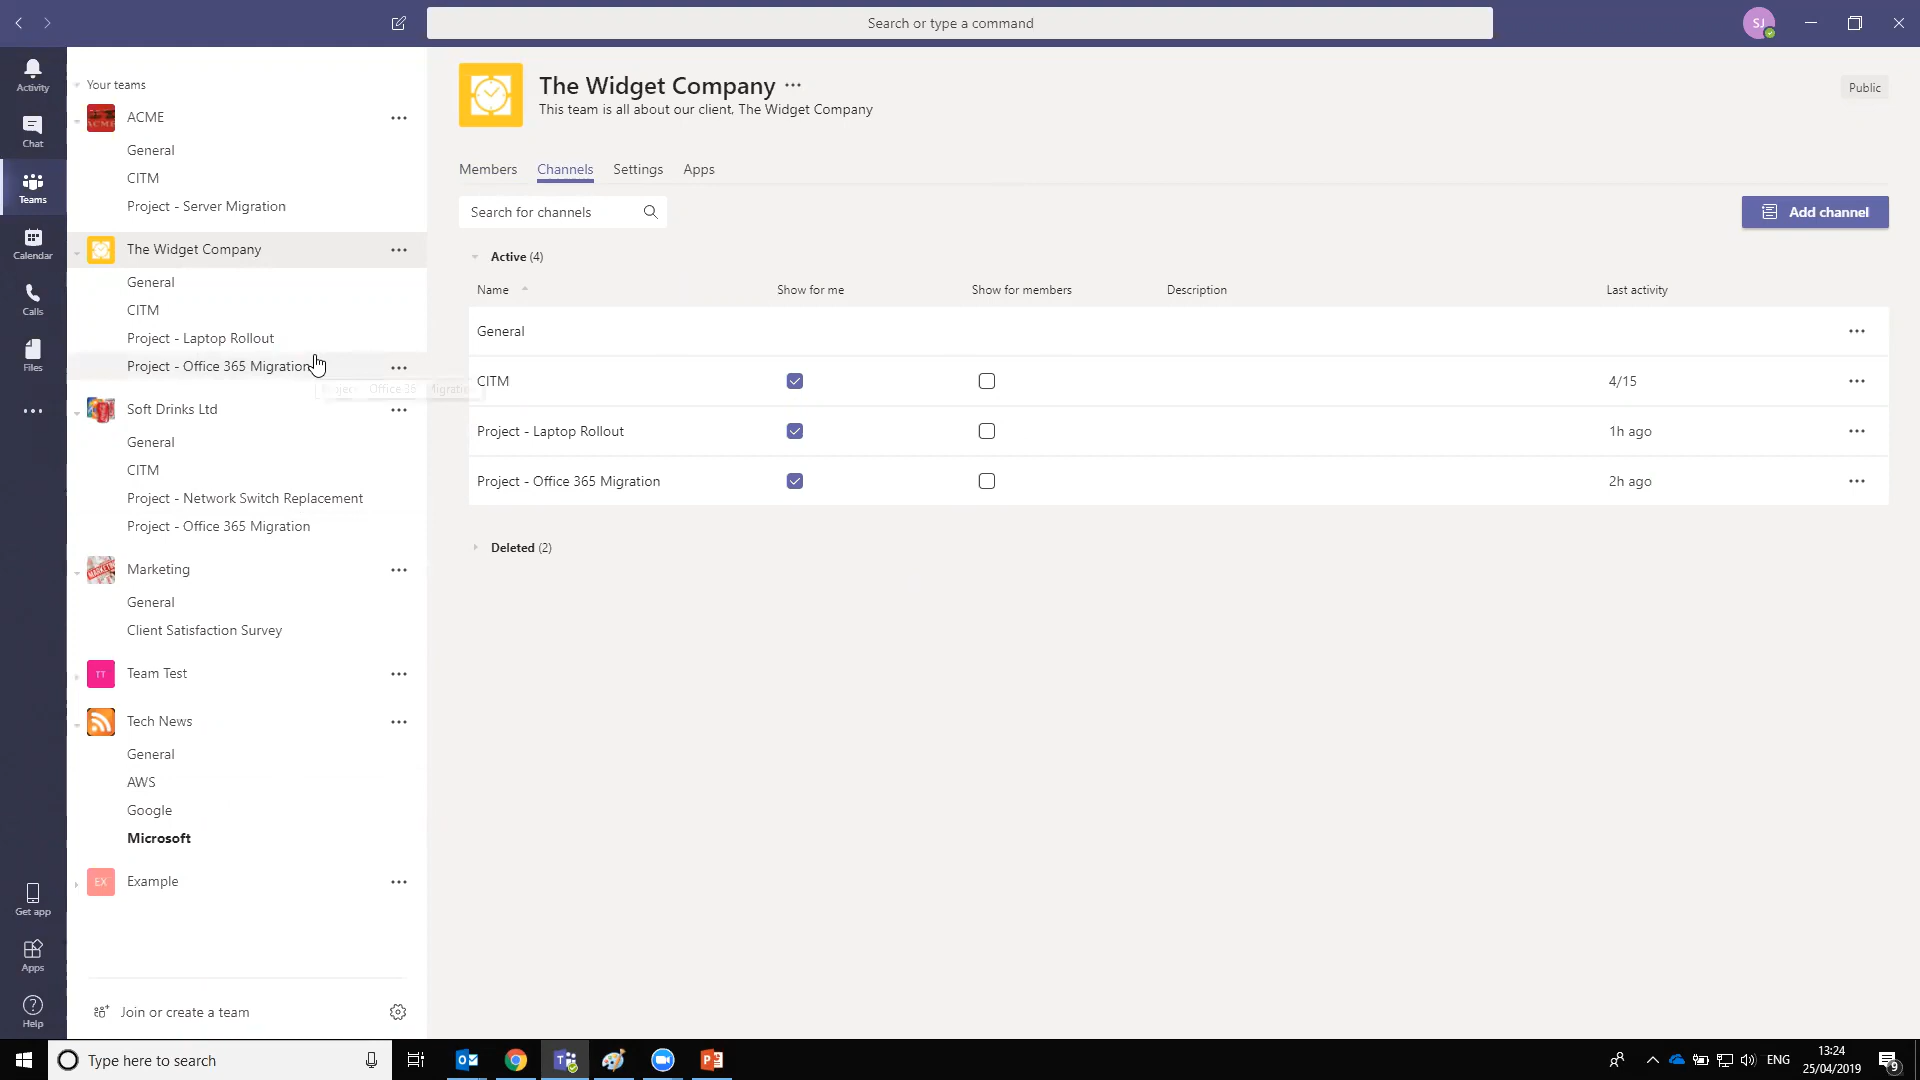 Search or type a command
SJ
Activity
Chat
Teams
Calendar
Calls
Files
Get app
Apps
Help
Your teams
ACME
ACME
General
CITM
Project - Server Migration
The Widget Company
General
CITM
Project - Laptop Rollout
Project - Office 365 Migration
Soft Drinks Ltd
General
CITM
Project - Network Switch Replacement
Project - Office 365 Migration
MARKETING
Marketing
General
Client Satisfaction Survey
TT
Team Test
Tech News
General
AWS
Google
Microsoft
EX
Example
Join or create a team
The Widget Company
This team is all about our client, The Widget Company
Public
Members Channels Settings Apps
Search for channels
Add channel
Active (4)
Name Show for me Show for members Description Last activity
General
CITM 4/15
Project - Laptop Rollout 1h ago
Project - Office 365 Migration 2h ago
Deleted (2)
Type here to search
ENG
13:24
25/04/2019
9